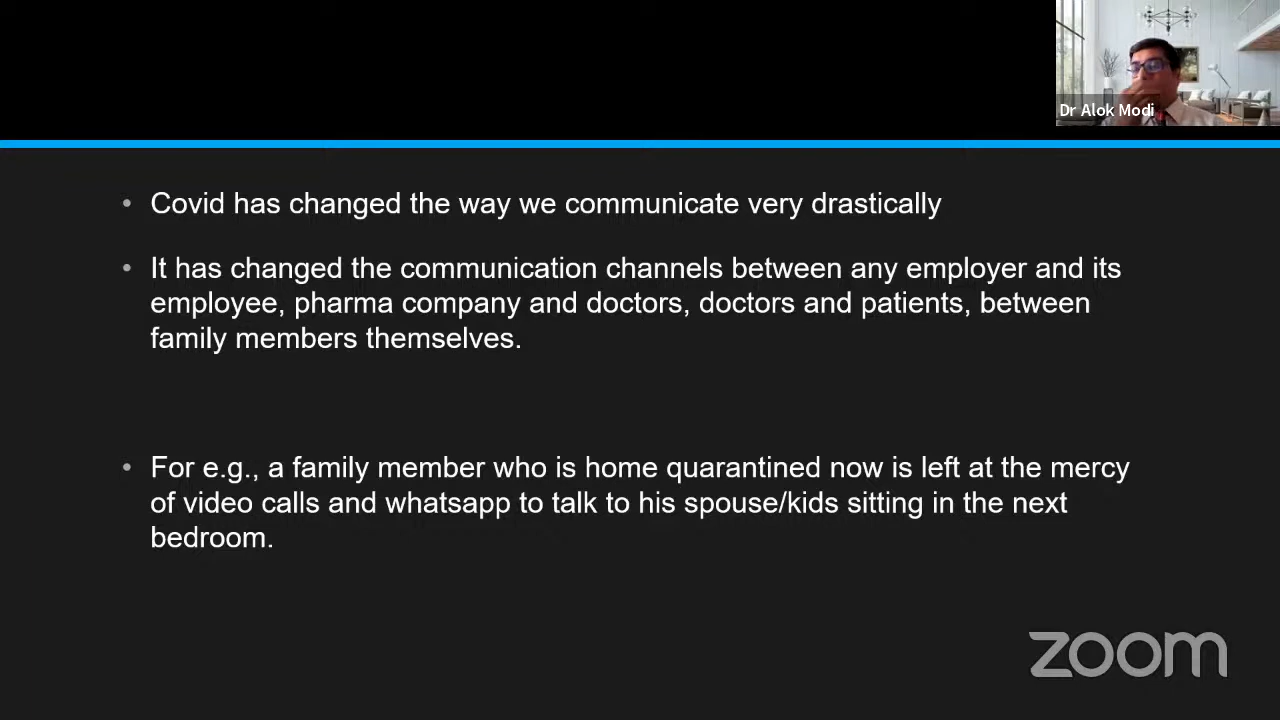 Dr Alok Modi
• Covid has changed the way we communicate very drastically
• It has changed the communication channels between any employer and its
employee, pharma company and doctors, doctors and patients, between
family members themselves.
• For e.g., a family member who is home quarantined now is left at the mercy
of video calls and whatsapp to talk to his spouse/kids sitting in the next
bedroom.
zoom